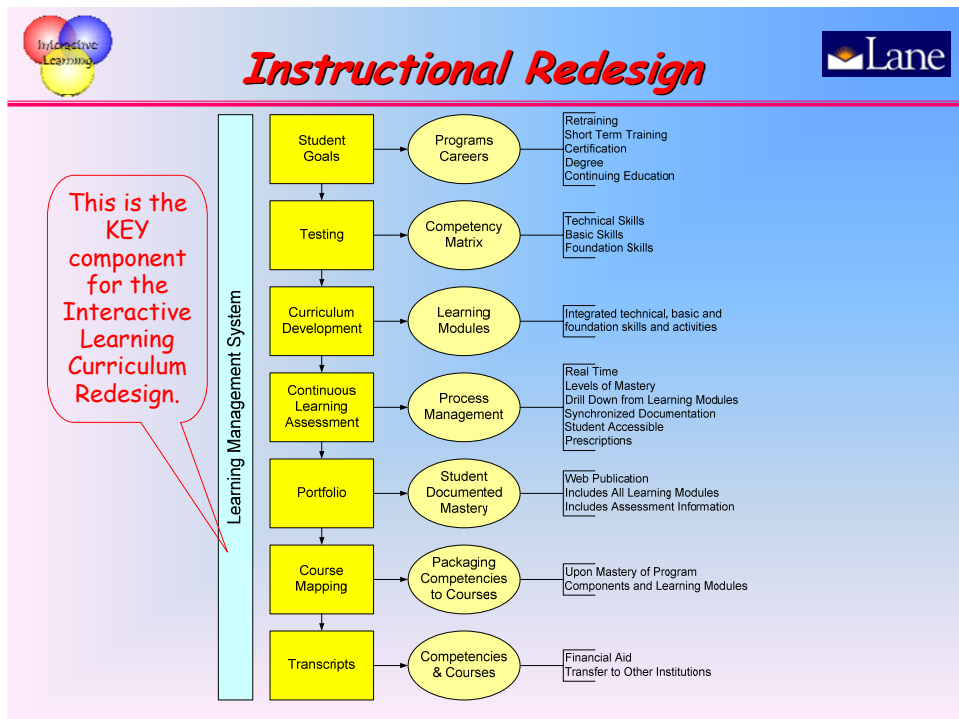 Interactive
Learning
Instructional Redesign
Lane
This is the
KEY
component
for the
Interactive
Learning
Curriculum
Redesign.
Learning Management System
Student
Goals
Programs
Careers
Retraining
Short Term Training
Certification
Degree
Continuing Education
Testing
Competency
Matrix
Technical Skills
Basic Skills
Foundation Skills
Curriculum
Development
Learning
Modules
Integrated technical, basic and
foundation skills and activities
Continuous
Learning
Assessment
Process
Management
Real Time
Levels of Mastery
Drill Down from Learning Modules
Synchronized Documentation
Student Accessible
Prescriptions
Portfolio
Student
Documented
Mastery
Web Publication
Includes All Learning Modules
Includes Assessment Information
Course
Mapping
Packaging
Competencies
to Courses
Upon Mastery of Program
Components and Learning Modules
Transcripts
Competencies
& Courses
Financial Aid
Transfer to Other Institutions